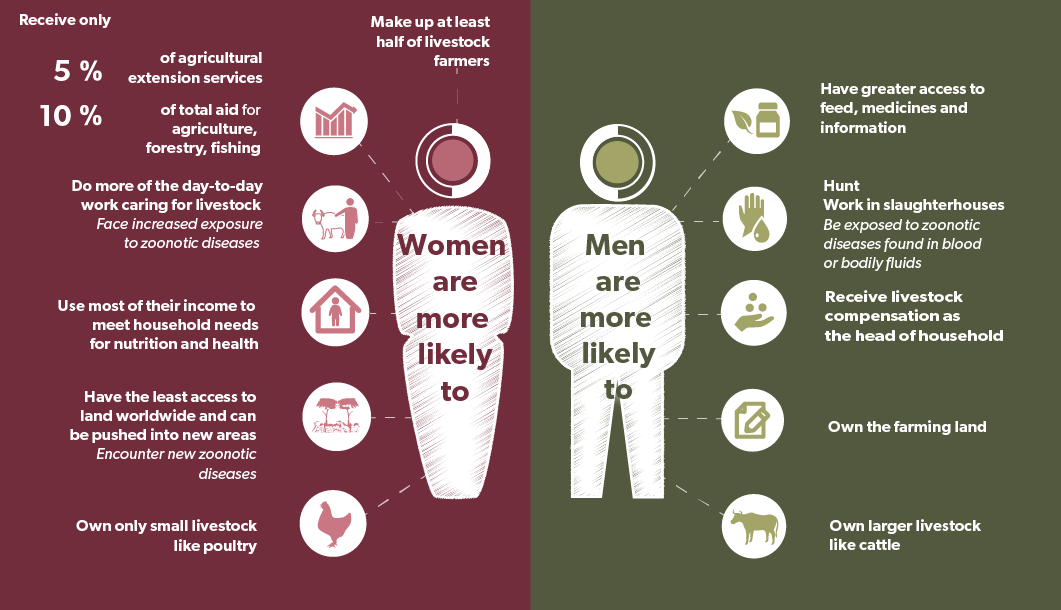 Receive only
5 %
of agricultural
extension services
10 %
of total aid for
agriculture,
forestry, fishing
Make up at least
half of livestock
farmers
Do more of the day-to-day
work caring for livestock
Face increased exposure
to zoonotic diseases
Use most of their income to
meet household needs
for nutrition and health
Have the least access to
land worldwide and can
be pushed into new areas
Encounter new zoonotic
diseases
Own only small livestock
like poultry
Women
are
more
likely
to
Men
are
more
likely
to
Have greater access to
feed, medicines and
information
Hunt
Work in slaughterhouses
Be exposed to zoonotic
diseases found in blood
or bodily fluids
Receive livestock
compensation as
the head of household
Own the farming land
Own larger livestock
like cattle